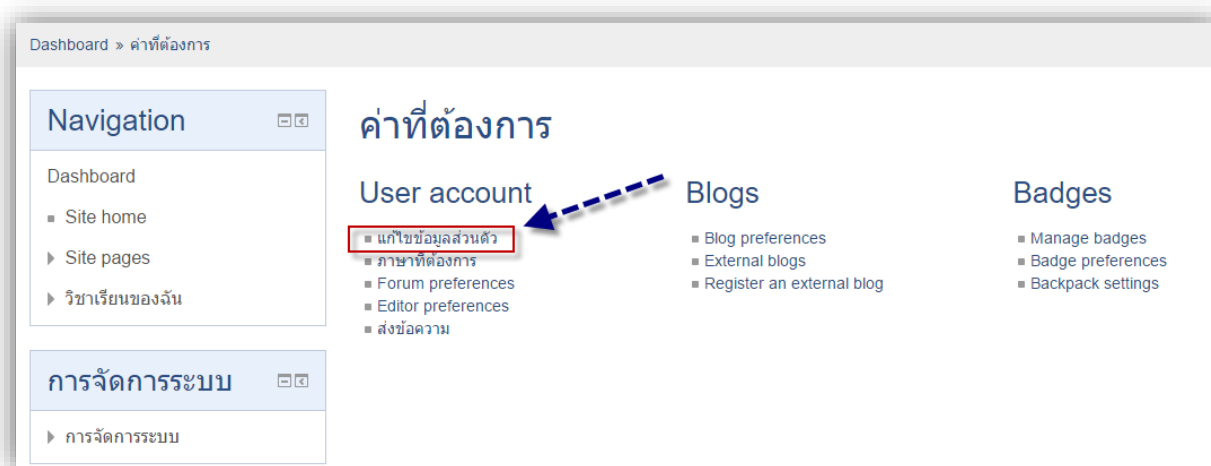 Dashboard » ค่าที่ต้องการ
Navigation
Dashboard
Site home
Site pages
วิชาเรียนของฉัน
การจัดการระบบ
การจัดการระบบ
ค่าที่ต้องการ
User account
แก้ไขข้อมูลส่วนตัว
ภาษาที่ต้องการ
Forum preferences
Editor preferences
ส่งข้อความ
Blogs
Blog preferences
External blogs
Register an external blog
Badges
Manage badges
Badge preferences
Backpack settings